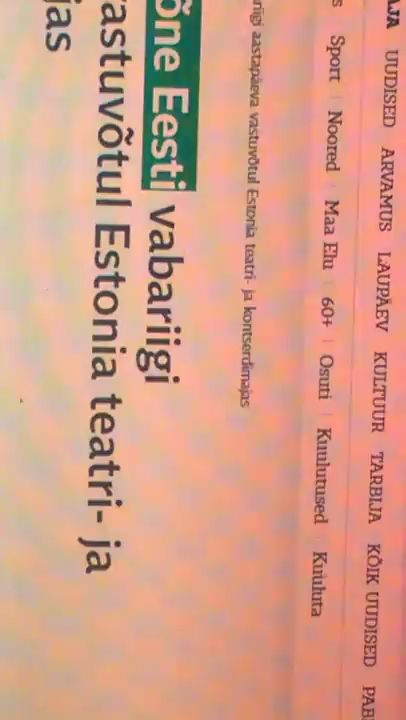 UUDISED ARVAMUS LAUPÄEV KULTUUR TARBIJA KÕIK UUDISED
Sport Noored Maa Elu 60+ Osuti Kuulutused Kuuluta
aastapäeva vastuvõtul Estonia teatri- ja kontserdimajas
Eesti vabariigi
vastuvõtul Estonia teatri- ja